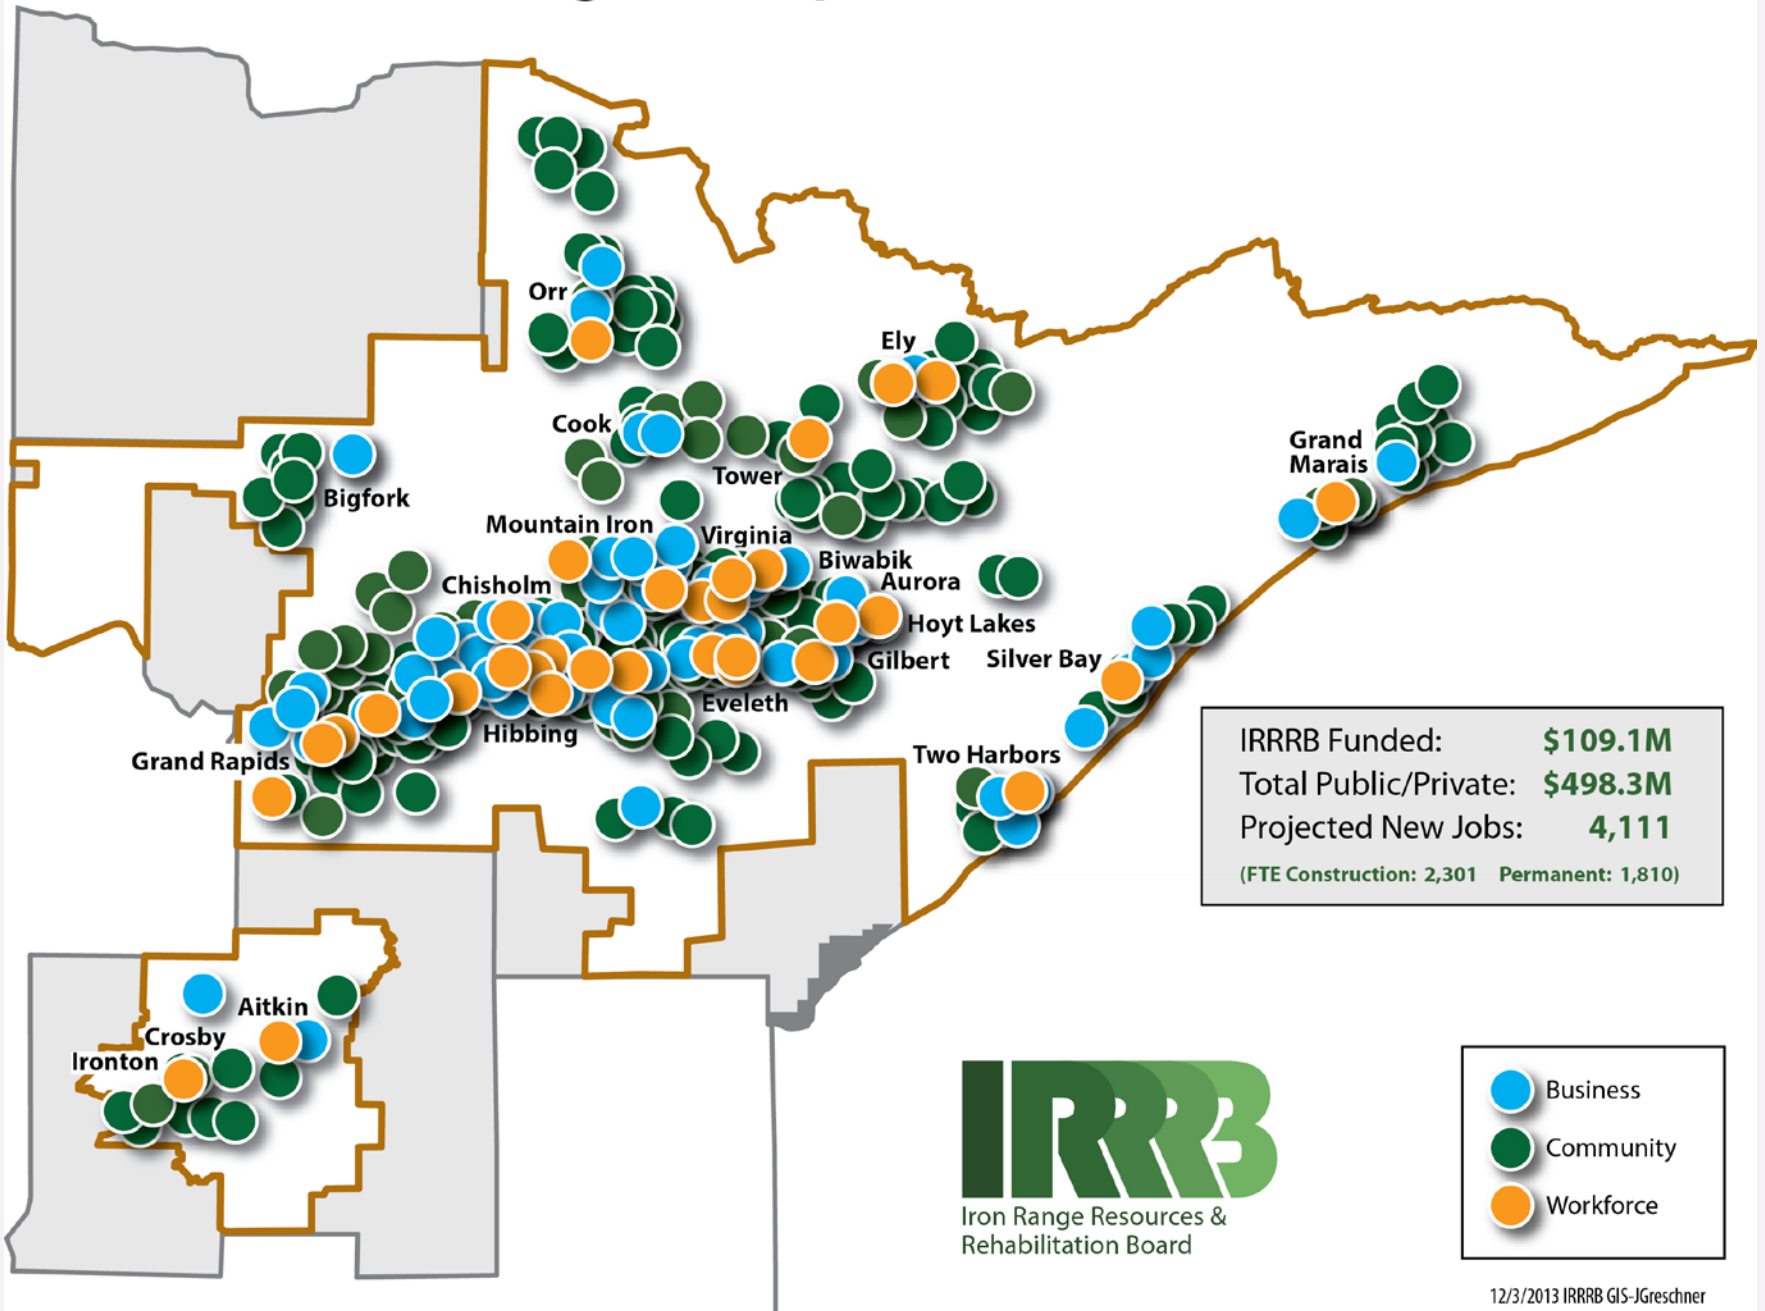 Orr
Ely
Cook
Grand
Marais
Tower
Bigfork
Mountain Iron
Virginia
Biwabik
Chisholm
Aurora
Hoyt Lakes
Gilbert
Silver Bay
Eveleth
Hibbing
Grand Rapids
Two Harbors
IRRRB Funded: $109.1M
Total Public/Private: $498.3M
Projected New Jobs: 4,111
(FTE Construction: 2,301 Permanent: 1,810)
Aitkin
Crosby
Ironton
IRRRB
Iron Range Resources &
Rehabilitation Board
Business
Community
Workforce
12/3/2013 IRRRB GIS-JGreschner